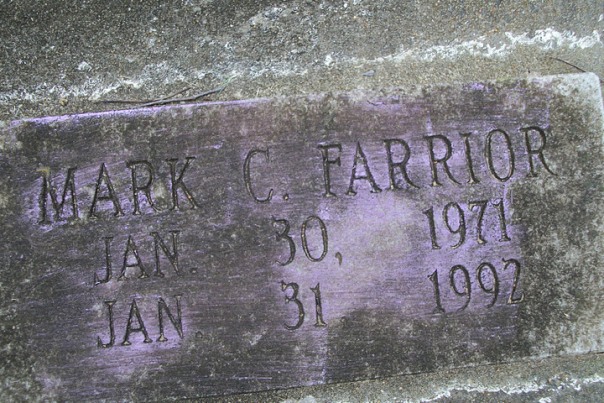 MARK C. FARRIOR
JAN. 30, 1971
JAN. 31 1992